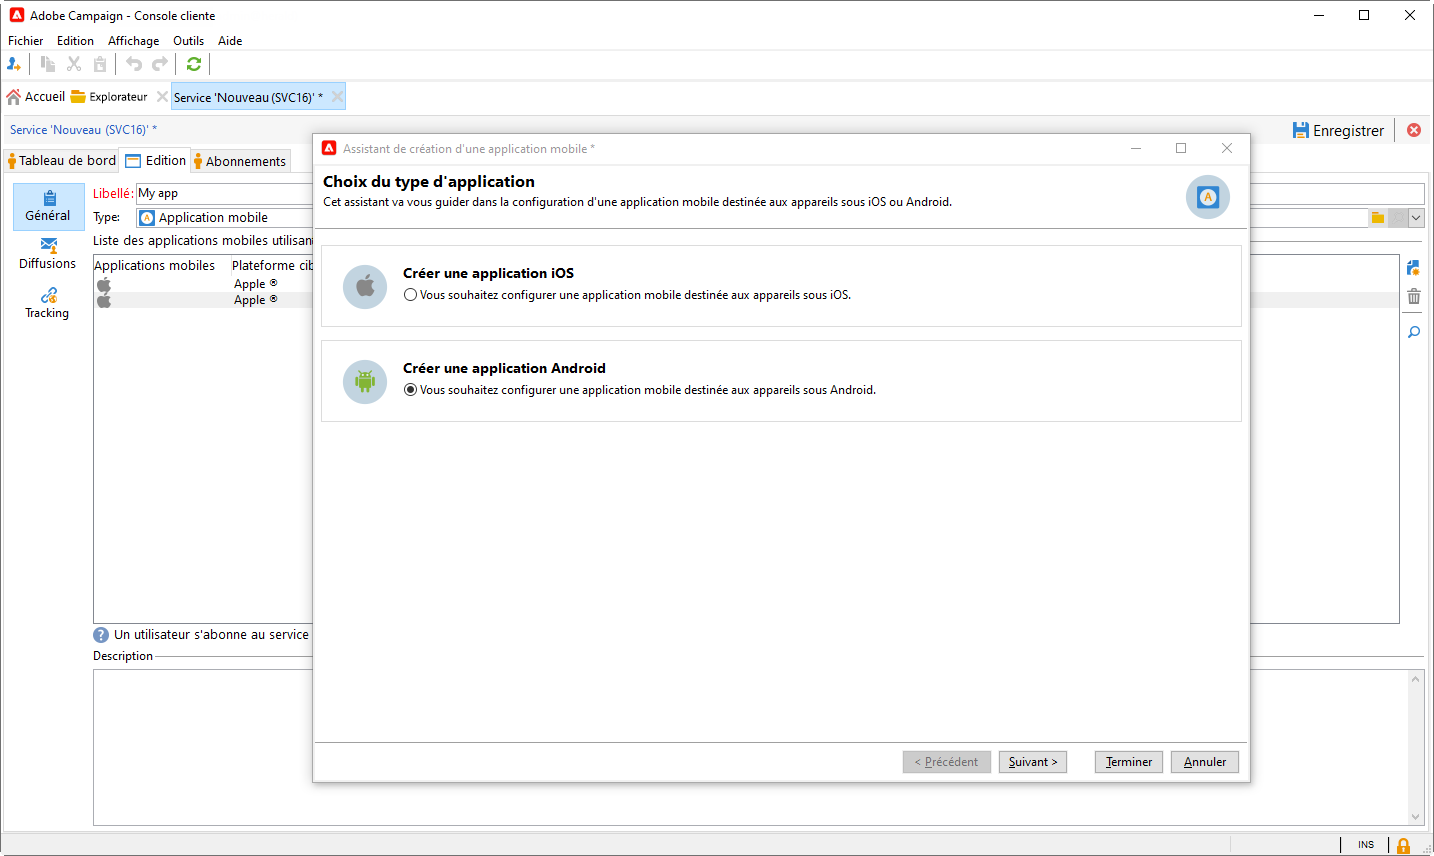 Adobe Campaign - Console cliente
Fichier Edition Affichage Outils Aide
Accueil Explorateur Service 'Nouveau (SVC16)' *
Service 'Nouveau (SVC16)' *
Enregistrer
Tableau de bord Edition Abonnements
Général
Diffusions
Tracking
Libellé: My app
Type: Application mobile
Liste des applications mobiles
Applications mobiles Plateforme
Apple ®
Apple ®
Un utilisateur s'abonne au service
Description
Assistant de création d'une application mobile *
Choix du type d'application
Cet assistant va vous guider dans la configuration d'une application mobile destinée aux appareils sous iOS ou Android.
Créer une application iOS
Vous souhaitez configurer une application mobile destinée aux appareils sous iOS.
Créer une application Android
Vous souhaitez configurer une application mobile destinée aux appareils sous Android.
< Précédent Suivant > Terminer Annuler
INS